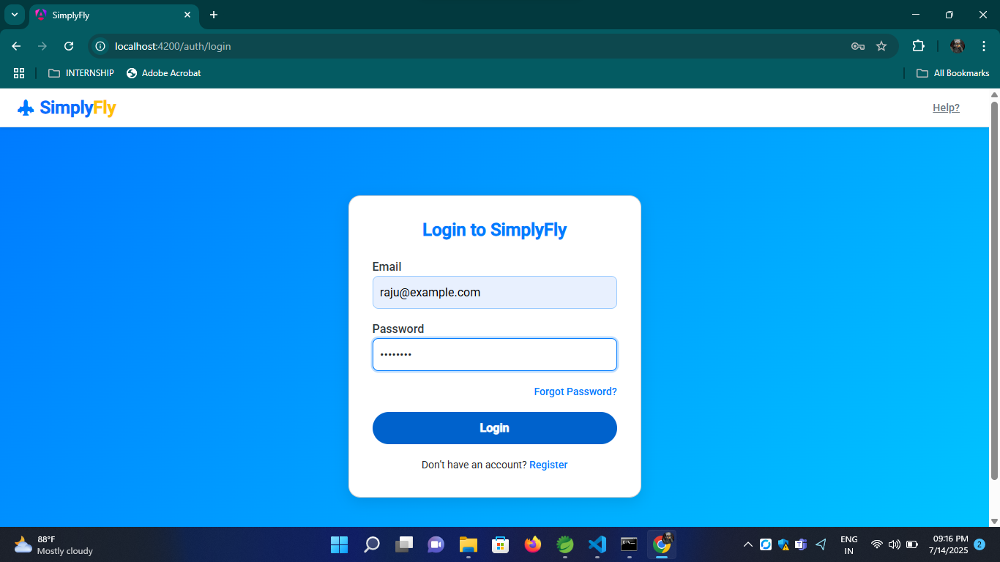 SimplyFly
localhost:4200/auth/login
INTERNSHIP
Adobe Acrobat
All Bookmarks
SimplyFly
Help?
Login to SimplyFly
Email
raju@example.com
Password
••••••••
Forgot Password?
Login
Don't have an account? Register
88°F
Mostly cloudy
ENG
IN
09:16 PM
7/14/2025
2